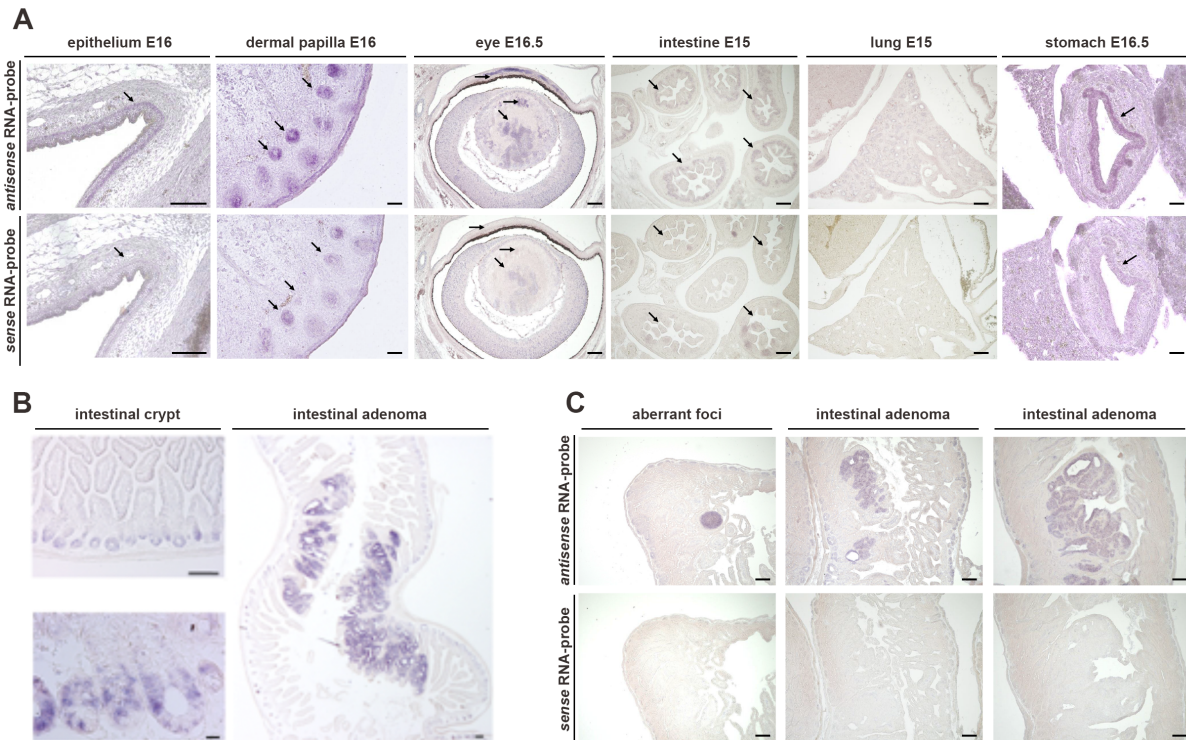 A
epithelium E16
dermal papilla E16
eye E16.5
intestine E15
lung E15
stomach E16.5
antisense RNA-probe
sense RNA-probe
B
intestinal crypt
intestinal adenoma
C
aberrant foci
intestinal adenoma
intestinal adenoma
antisense RNA-probe
sense RNA-probe